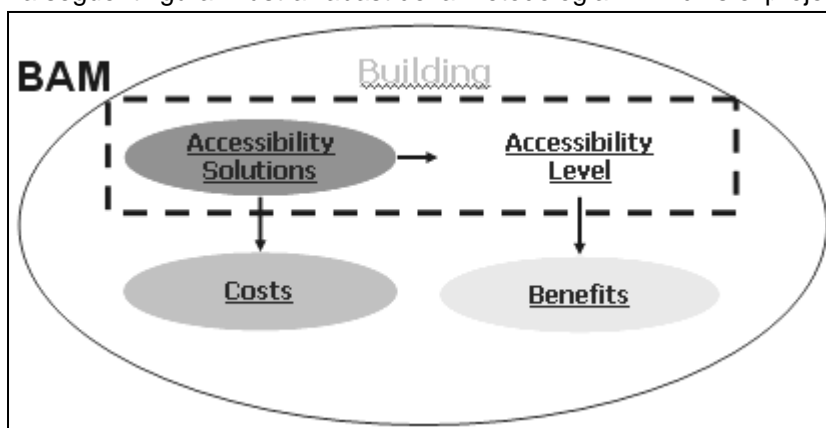 Building
BAM
Accessibility
Solutions
Accessibility
Level
Costs
Benefits